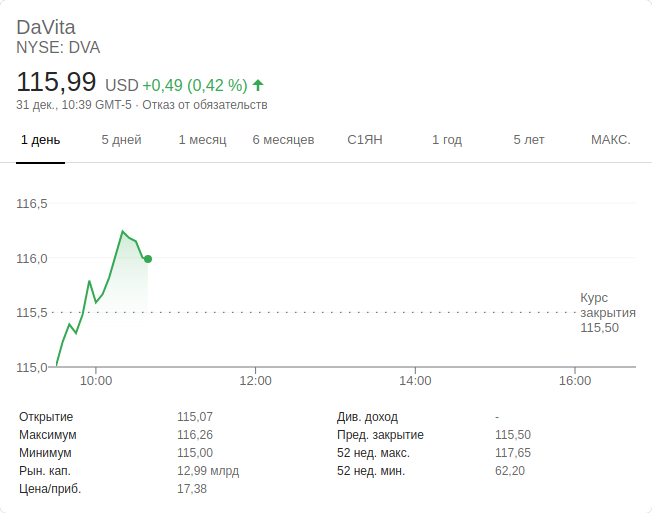 DaVita
NYSE: DVA
115,99 USD +0,49 (0,42 %) ↑
31 дек., 10:39 GMT-5 · Отказ от обязательств
1 день 5 дней 1 месяц 6 месяцев С1ЯН 1 год 5 лет МАКС.
116,5
116,0
115,5
115,0
Курс
закрытия
115,50
10:00 12:00 14:00 16:00
Открытие 115,07 Див. доход -
Максимум 116,26 Пред. закрытие 115,50
Минимум 115,00 52 нед. макс. 117,65
Рын. кап. 12,99 млрд 52 нед. мин. 62,20
Цена/приб. 17,38